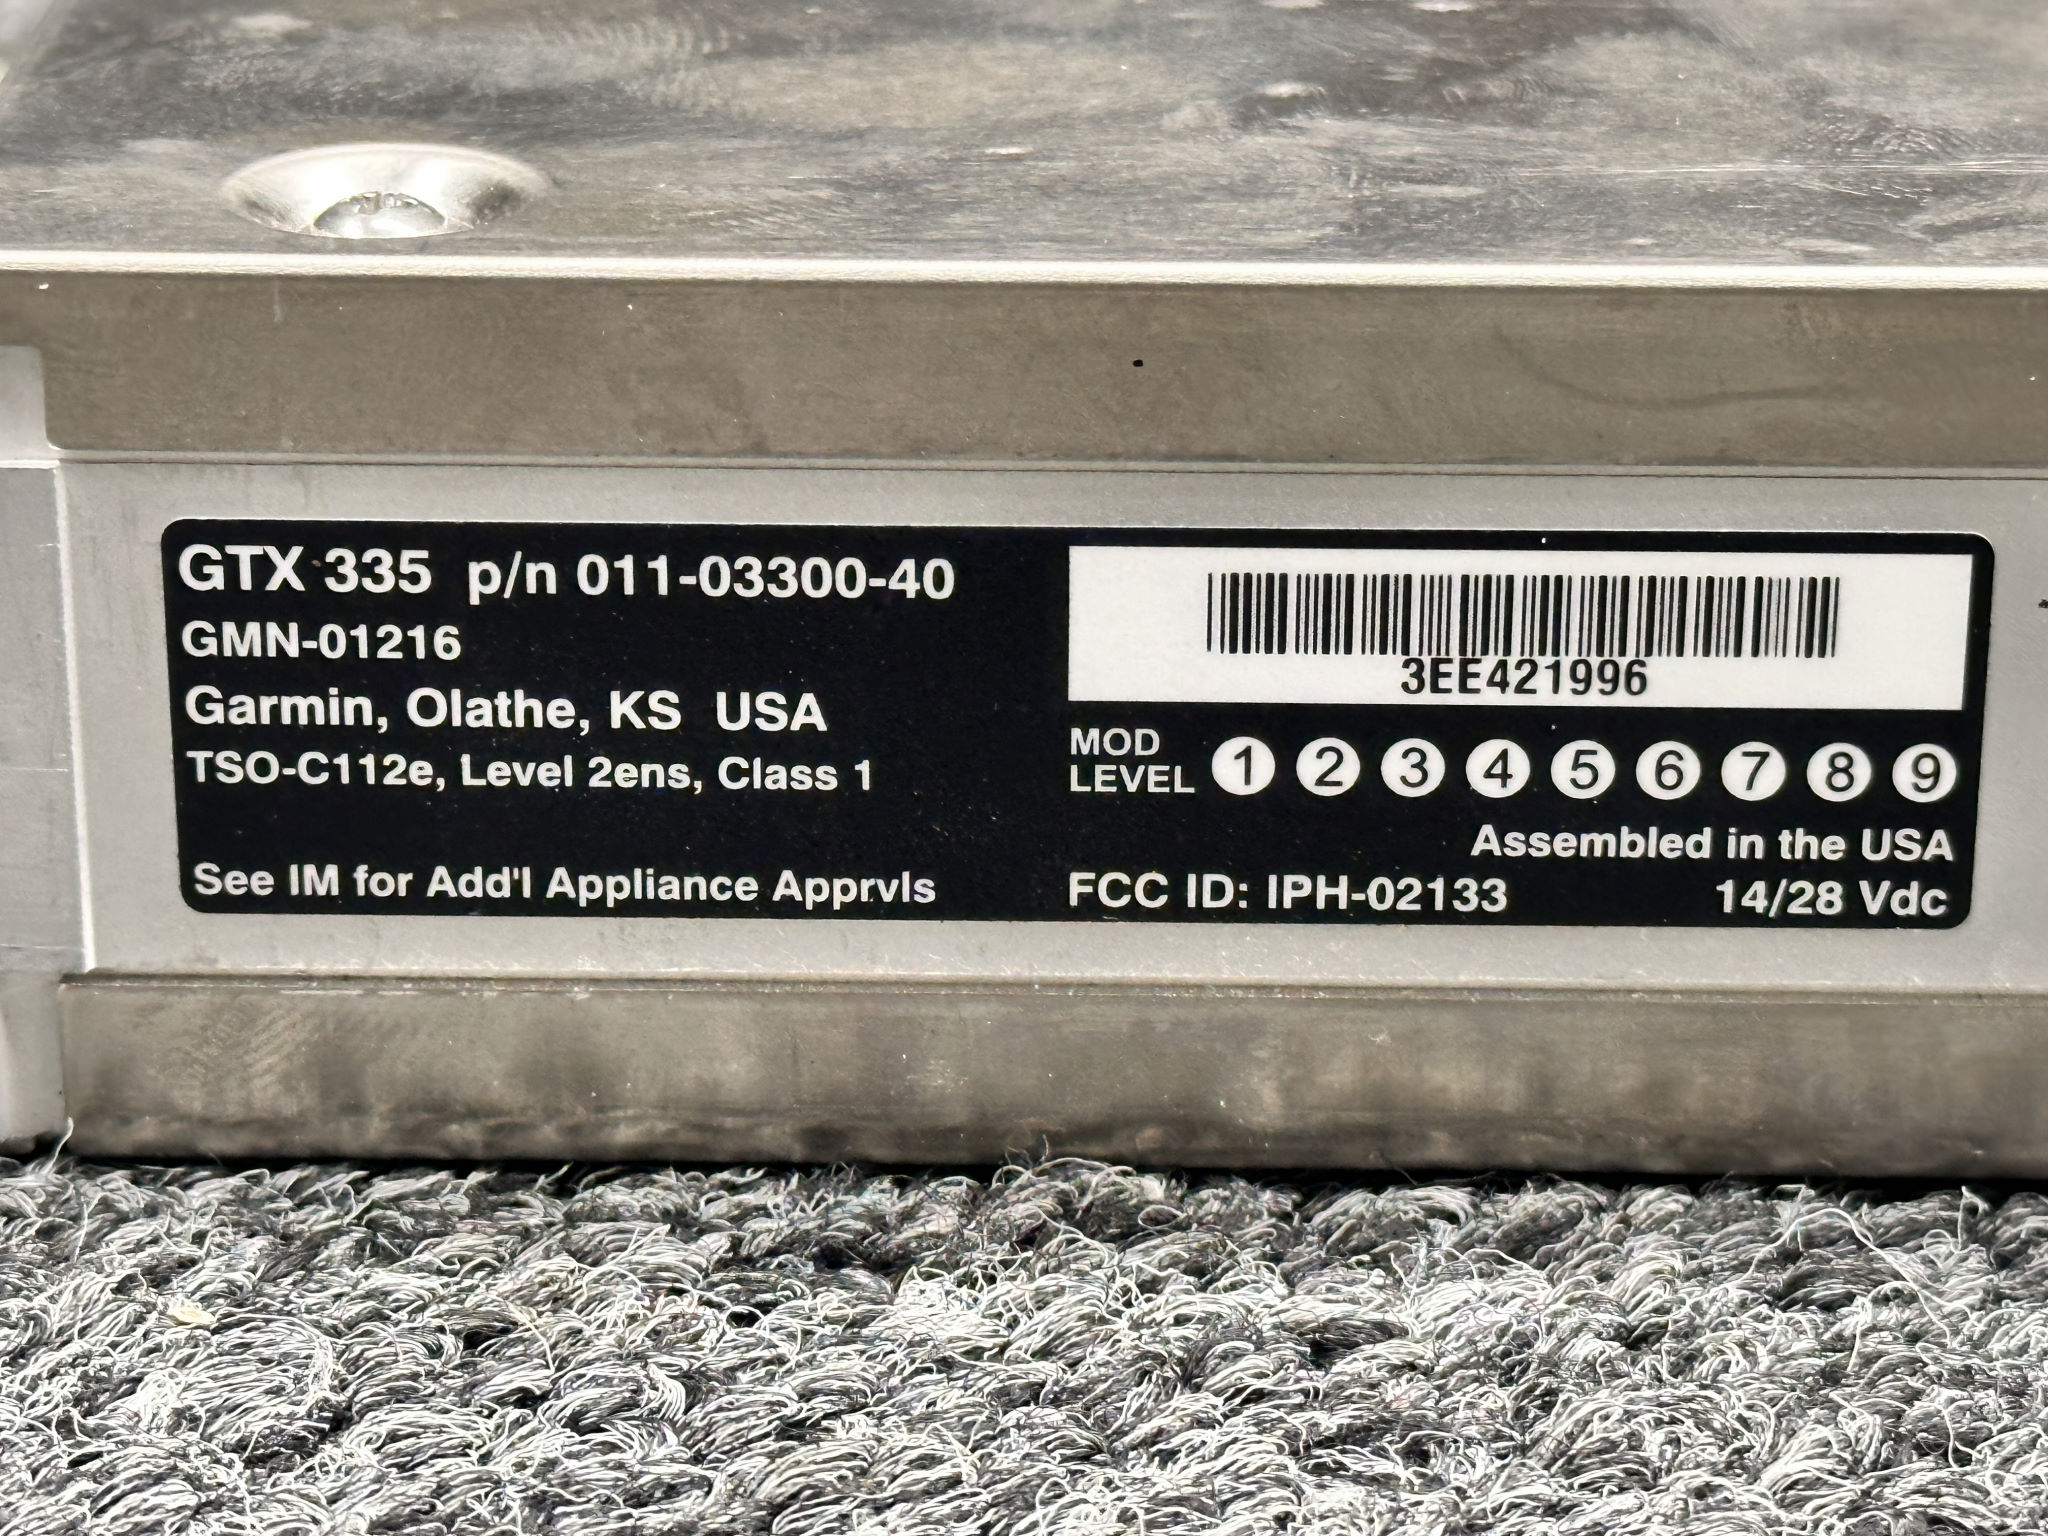 GTX 335 p/n 011-03300-40
GMN-01216
Garmin, Olathe, KS USA
TSO-C112e, Level 2ens, Class 1
See IM for Add'l Appliance Apprvls
3EE421996
MOD
LEVEL 1 2 3 4 5 6 7 8 9
Assembled in the USA
FCC ID: IPH-02133 14/28 Vdc